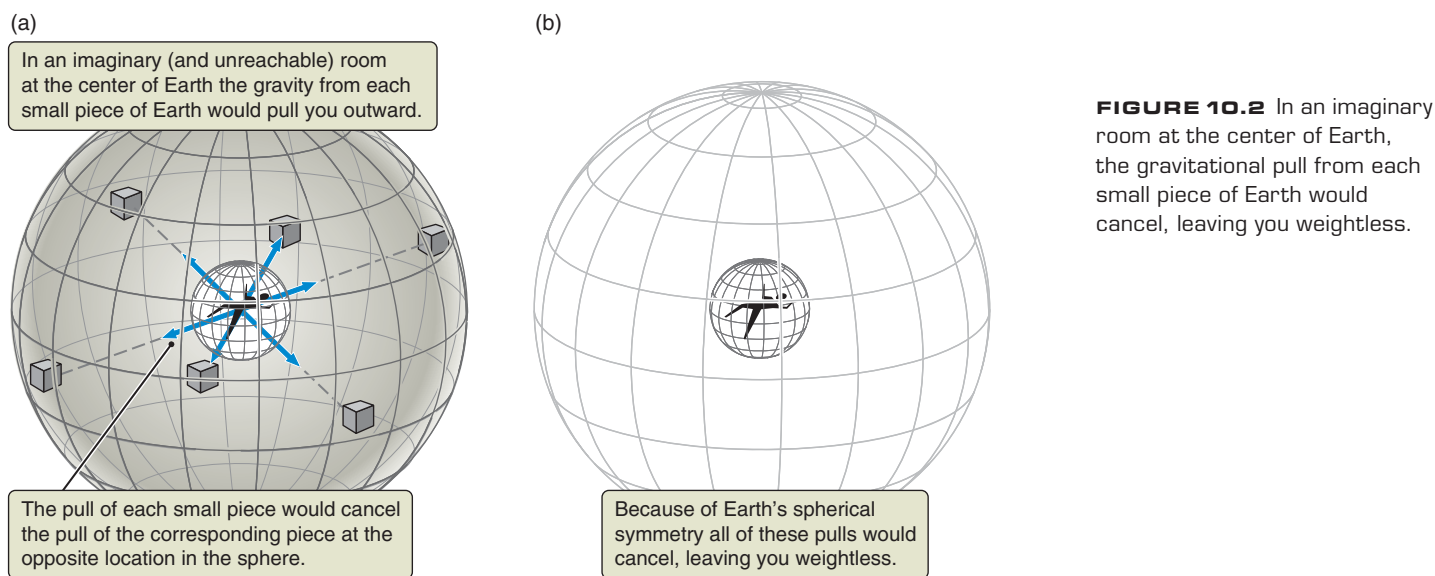 (a)
In an imaginary (and unreachable) room
at the center of Earth the gravity from each
small piece of Earth would pull you outward.
The pull of each small piece would cancel
the pull of the corresponding piece at the
opposite location in the sphere.
(b)
Because of Earth's spherical
symmetry all of these pulls would
cancel, leaving you weightless.
FIGURE 10.2 In an imaginary
room at the center of Earth,
the gravitational pull from each
small piece of Earth would
cancel, leaving you weightless.